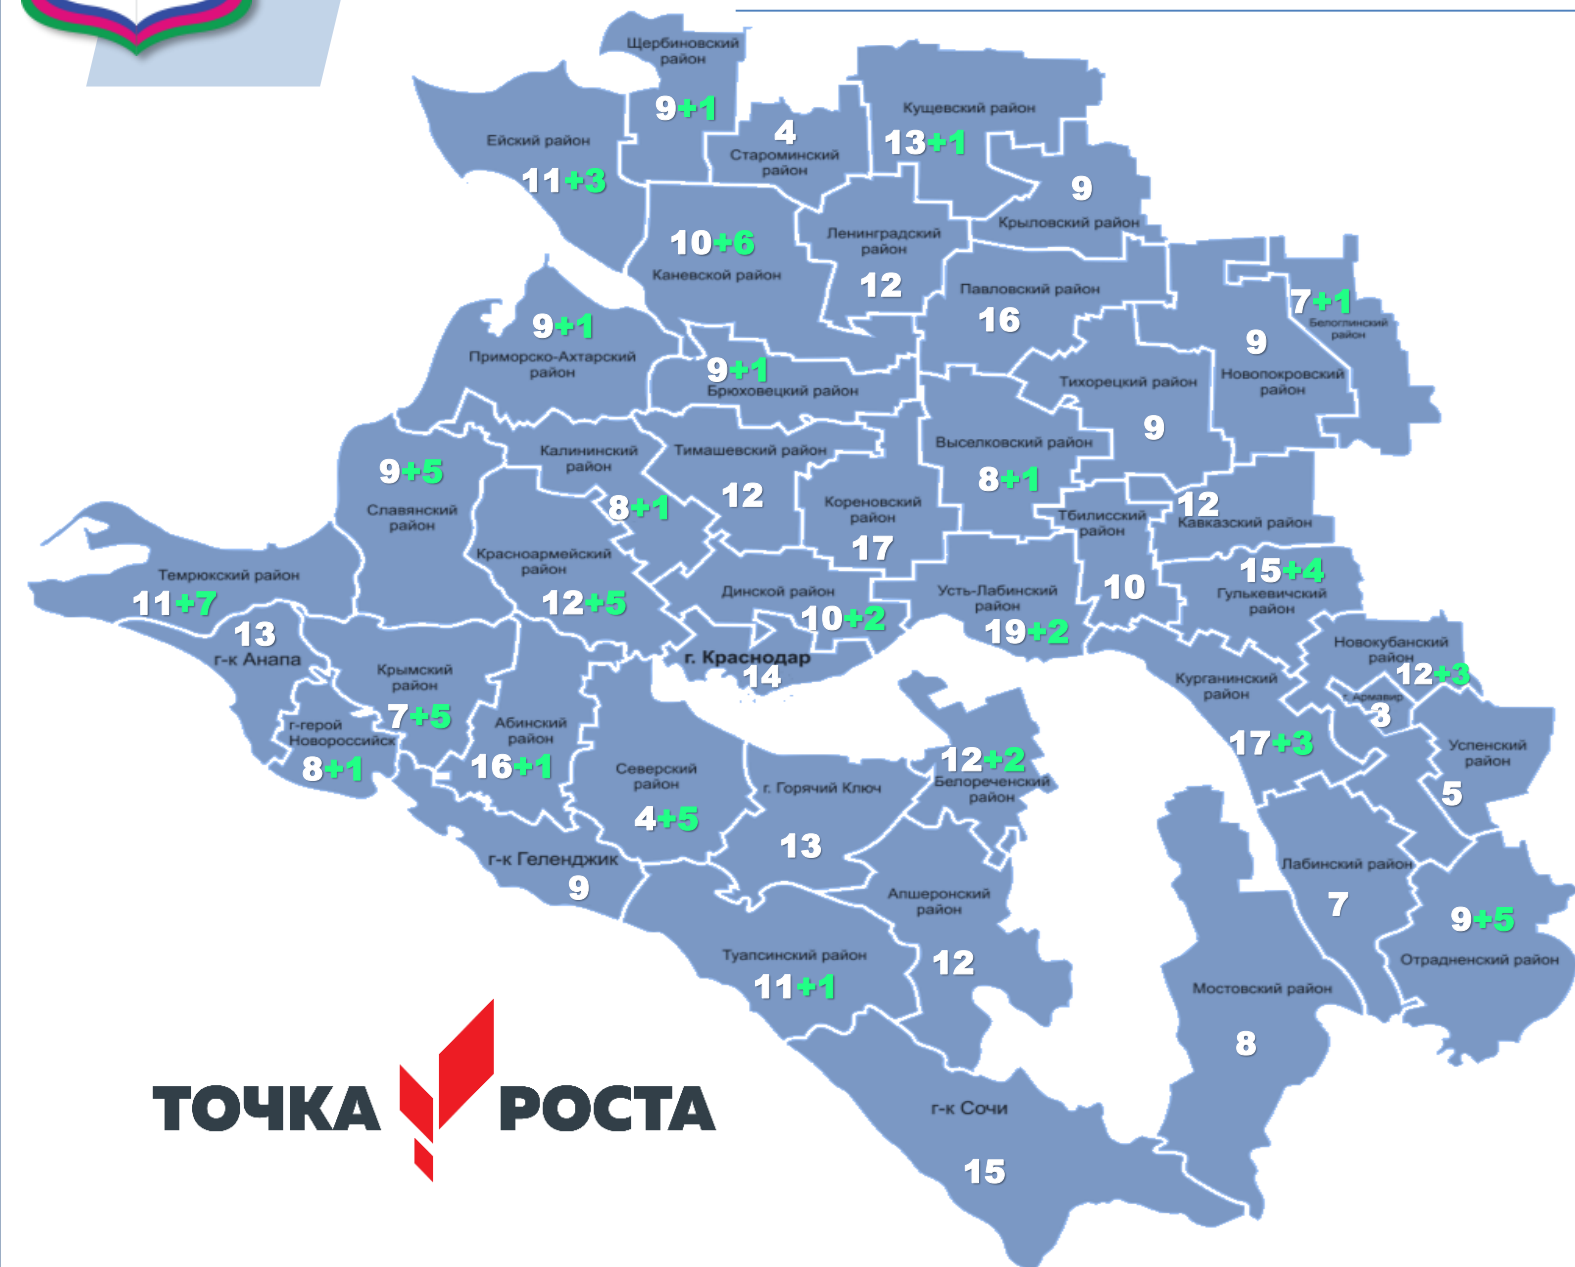 Щербиновский
район
9+1
Ейский район
11+3
4
Староминский
район
Кущевский район
13+1
9
Крыловский район
10+6
Каневской район
Ленинградский
район
12
Павловский район
16
7+1
Белоглинский
район
9
Новопокровский
район
9+1
Приморско-Ахтарский
район
9+1
Брюховецкий район
Тихорецкий район
9
Выселковский район
8+1
Калининский
район
8+1
Тимашевский район
12
9+5
Славянский
район
Кореновский
район
17
Тбилисский
район
10
12
Кавказский район
Красноармейский
район
12+5
Темрюкский район
11+7
Динской район
10+2
Усть-Лабинский
район
19+2
15+4
Гулькевичский
район
13
г-к Анапа
г. Краснодар
14
Новокубанский
район
12+3
Крымский
район
7+5
Курганинский
район
17+3
г. Армавир
3
г-герой
Новороссийск
8+1
Абинский
район
16+1
Северский
район
4+5
г. Горячий Ключ
13
12+2
Белореченский
район
Успенский
район
5
г-к Геленджик
9
Апшеронский
район
12
Лабинский район
7
9+5
Отрадненский район
Туапсинский район
11+1
Мостовский район
8
г-к Сочи
15
ТОЧКА РОСТА